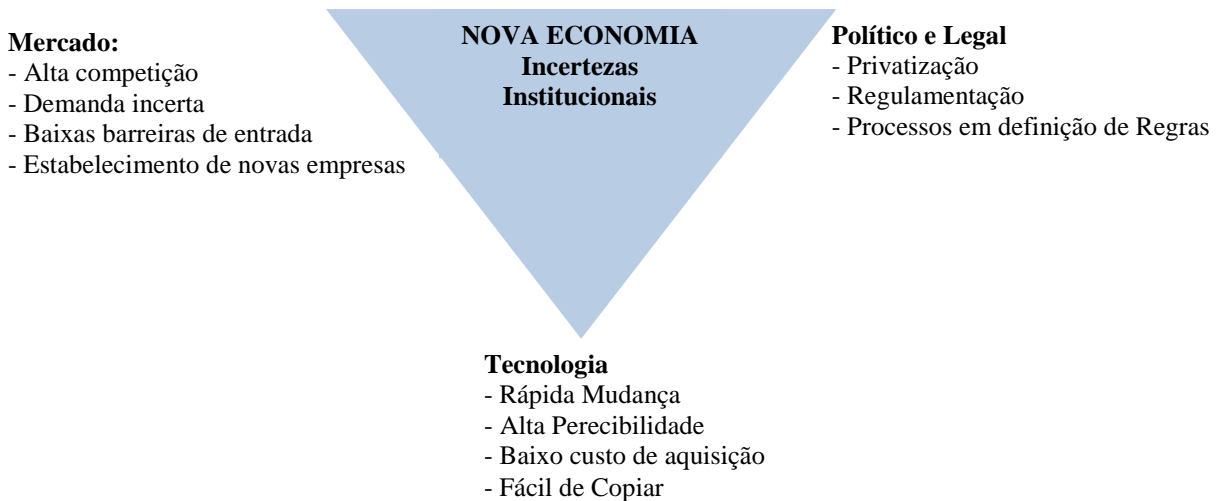 NOVA ECONOMIA
Incertezas
Institucionais
Mercado:
- Alta competição
- Demanda incerta
- Baixas barreiras de entrada
- Estabelecimento de novas empresas
Político e Legal
- Privatização
- Regulamentação
- Processos em definição de Regras
Tecnologia
- Rápida Mudança
- Alta Perecibilidade
- Baixo custo de aquisição
- Fácil de Copiar